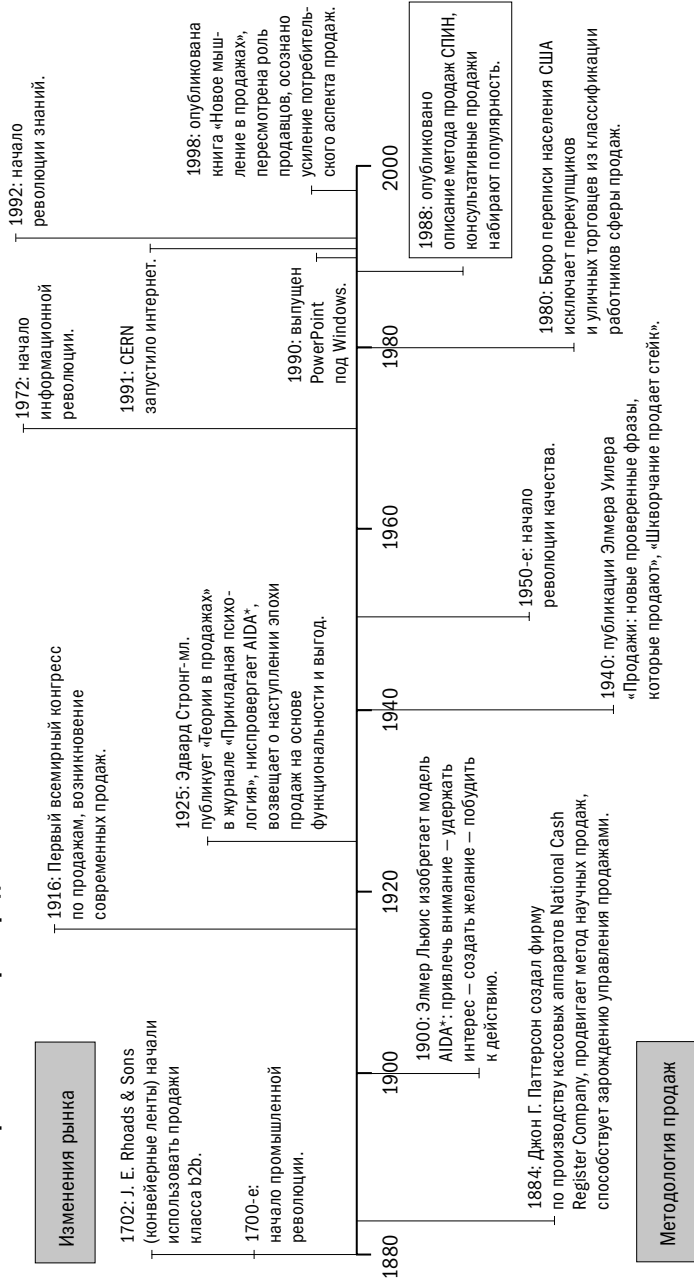 Изменения рынка
1702: J. E. Rhoads & Sons
(конвейерные ленты) начали
использовать продажи
класса b2b.
1700-е:
начало промышленной
революции.
1916: Первый всемирный конгресс
по продажам, возникновение
современных продаж.
1925: Эдвард Стронг-мл.
публикует «Теории в продажах»
в журнале «Прикладная психо-
логия», ниспровергает AIDA*,
возвещает о наступлении эпохи
продаж на основе
функциональности и выгод.
1972: начало
информационной
революции.
1991: CERN
запустило интернет.
1990: выпущен
PowerPoint
под Windows.
1992: начало
революции знаний.
1998: опубликована
книга «Новое мыш-
ление в продажах»,
пересмотрена роль
продавцов, осознано
усиление потребитель-
ского аспекта продаж.
1880 1900 1920 1940 1960 1980 2000
1884: Джон Г. Паттерсон создал фирму
по производству кассовых аппаратов National Cash
Register Company, продвигает метод научных продаж,
способствует зарождению управления продажами.
1900: Элмер Льюис изобретает модель
AIDA*: привлечь внимание — удержать
интерес — создать желание — побудить
к действию.
1940: публикации Элмера Уилера
«Продажи: новые проверенные фразы,
которые продают», «Шкворчание продает стейк».
1950-е: начало
революции качества.
1980: Бюро переписи населения США
исключает перекупщиков
и уличных торговцев из классификации
работников сферы продаж.
1988: опубликовано
описание метода продаж СПИН,
консультативные продажи
набирают популярность.
Методология продаж